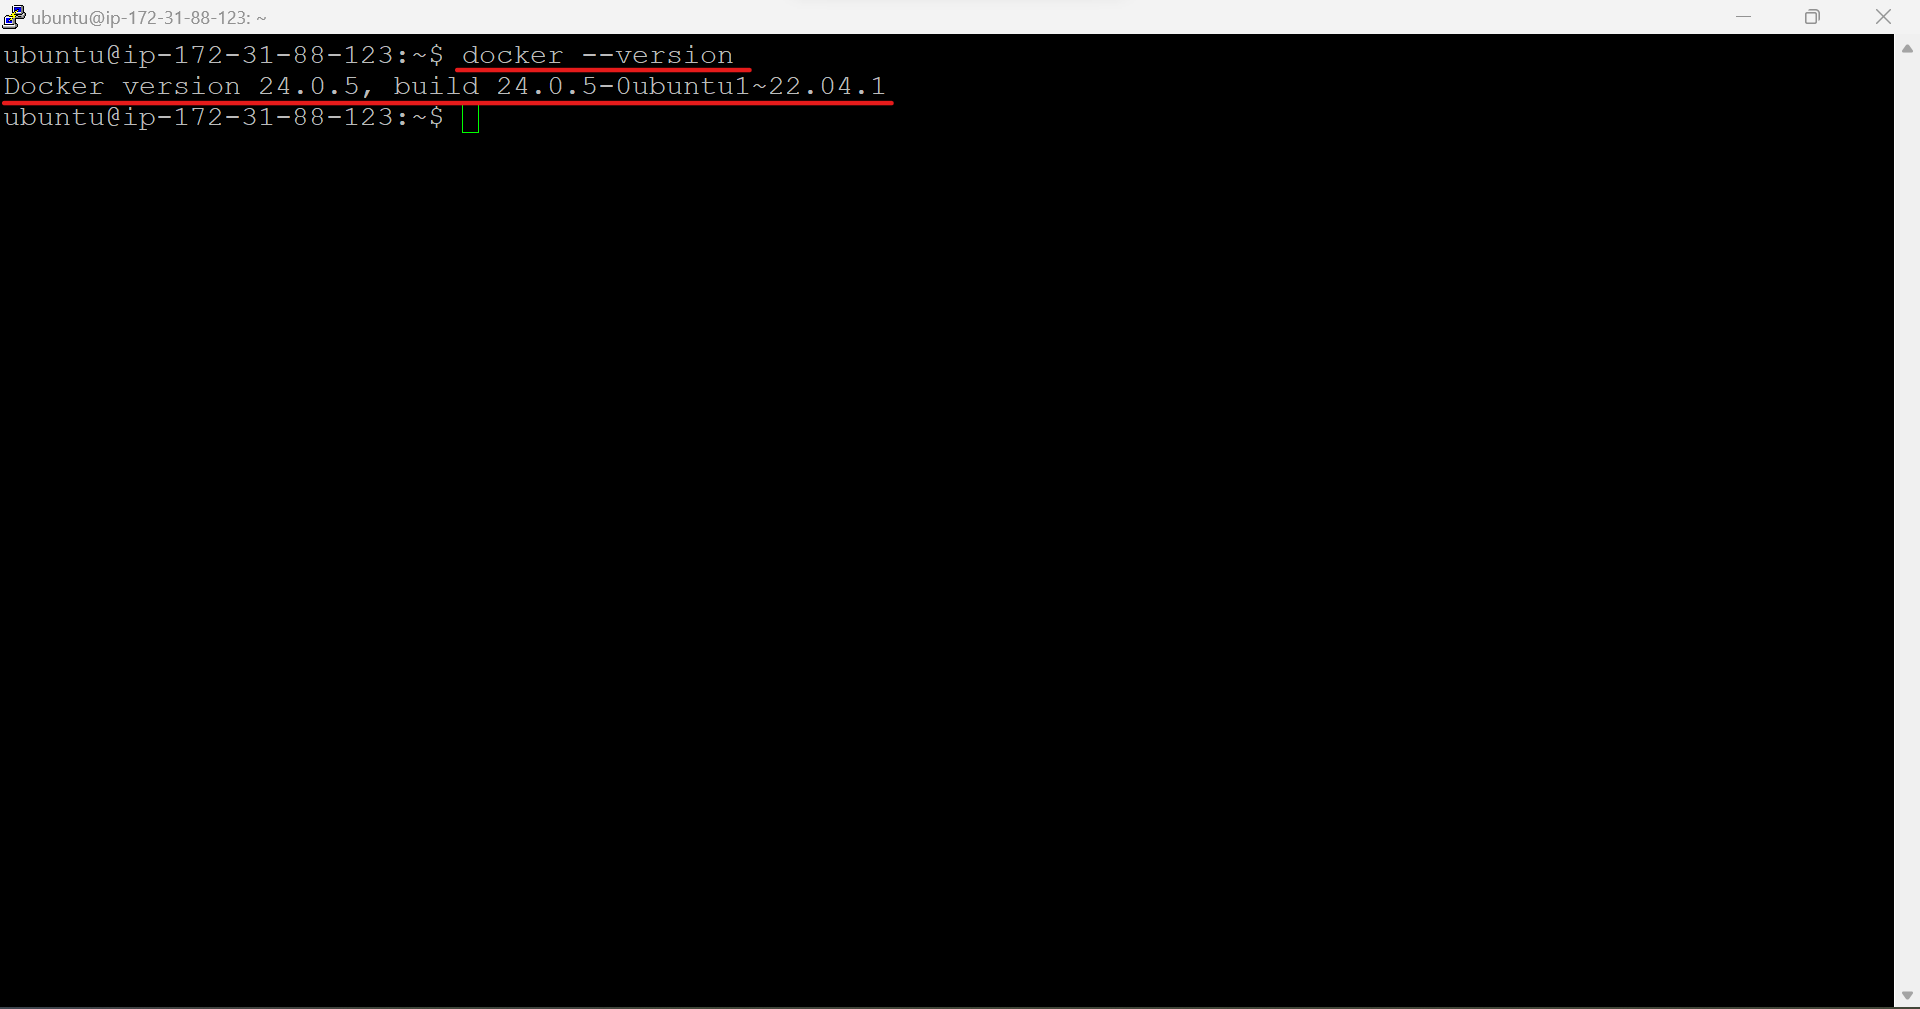 ubuntu@ip-172-31-88-123: ~
ubuntu@ip-172-31-88-123:~$ docker --version
Docker version 24.0.5, build 24.0.5-0ubuntu1~22.04.1
ubuntu@ip-172-31-88-123:~$